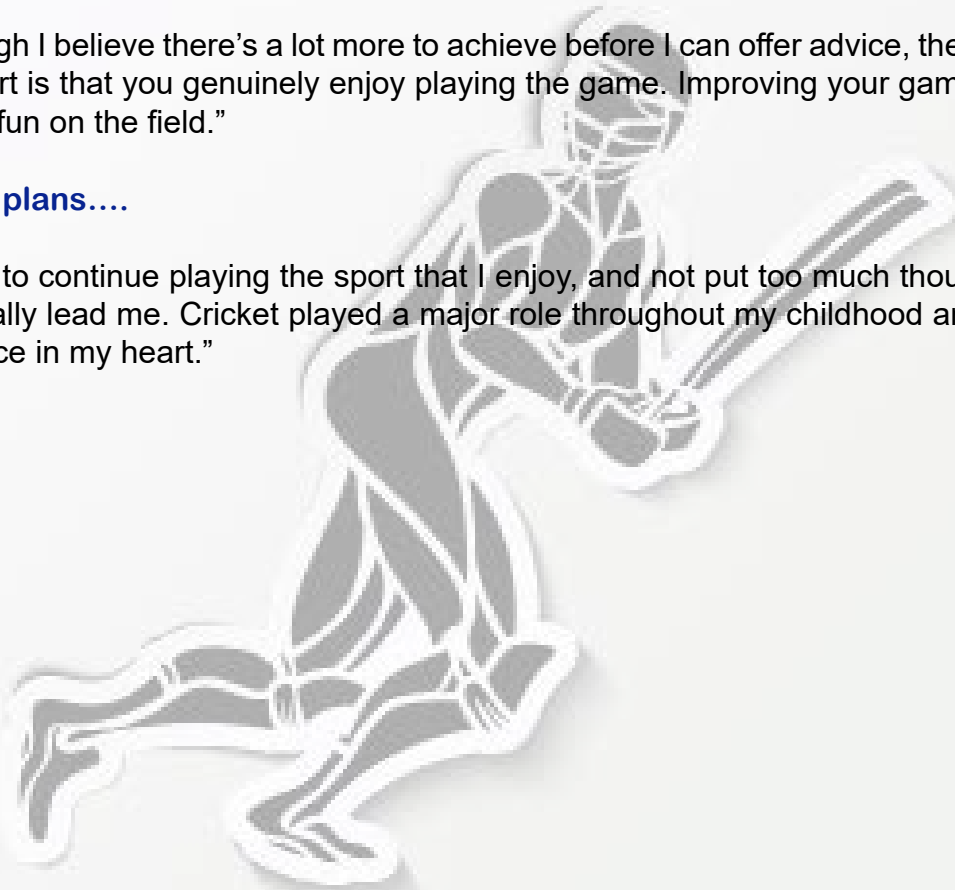 gh I believe there’s a lot more to achieve before I can offer advice, the
rt is that you genuinely enjoy playing the game. Improving your gam
fun on the field.”
plans....
to continue playing the sport that I enjoy, and not put too much thou
ally lead me. Cricket played a major role throughout my childhood a
ce in my heart.”